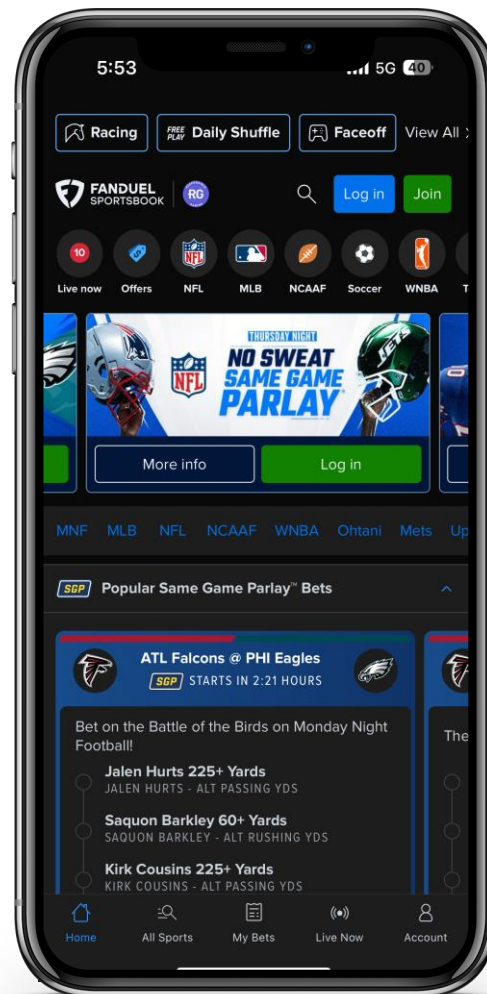 5:53
5G 40
Racing
FREE PLAY Daily Shuffle
Faceoff
View All
FANDUEL
SPORTSBOOK
RG
Log in
Join
10
NFL
Live now
Offers
NFL
MLB
NCAAF
Soccer
WNBA
T
THURSDAY NIGHT
NFL
NO SWEAT
SAME GAME
PARLAY
JETS
More info
Log in
MNF MLB NFL NCAAF WNBA Ohtani Mets Up
SGP Popular Same Game Parlay™ Bets
ATL Falcons @ PHI Eagles
SGP STARTS IN 2:21 HOURS
Bet on the Battle of the Birds on Monday Night
Football!
The
Jalen Hurts 225+ Yards
JALEN HURTS - ALT PASSING YDS
Saquon Barkley 60+ Yards
SAQUON BARKLEY - ALT RUSHING YDS
Kirk Cousins 225+ Yards
KIRK COUSINS - ALT PASSING YDS
Home
All Sports
My Bets
Live Now
Account